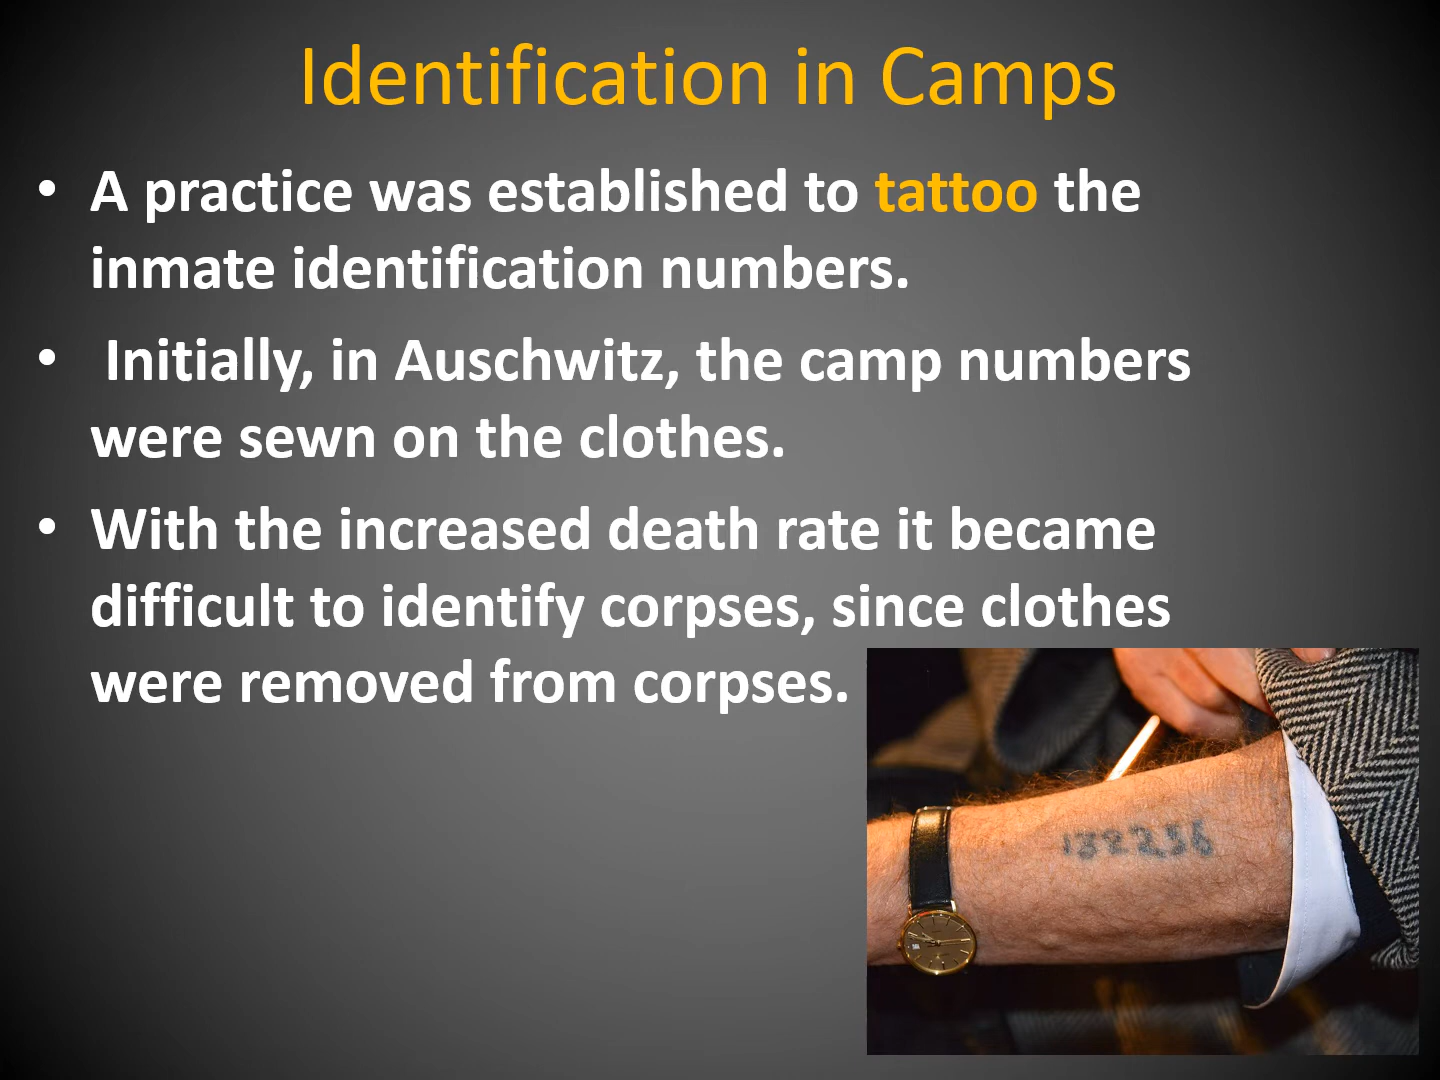 Identification in Camps
• A practice was established to tattoo the
inmate identification numbers.
• Initially, in Auschwitz, the camp numbers
were sewn on the clothes.
• With the increased death rate it became
difficult to identify corpses, since clothes
were removed from corpses.
132256